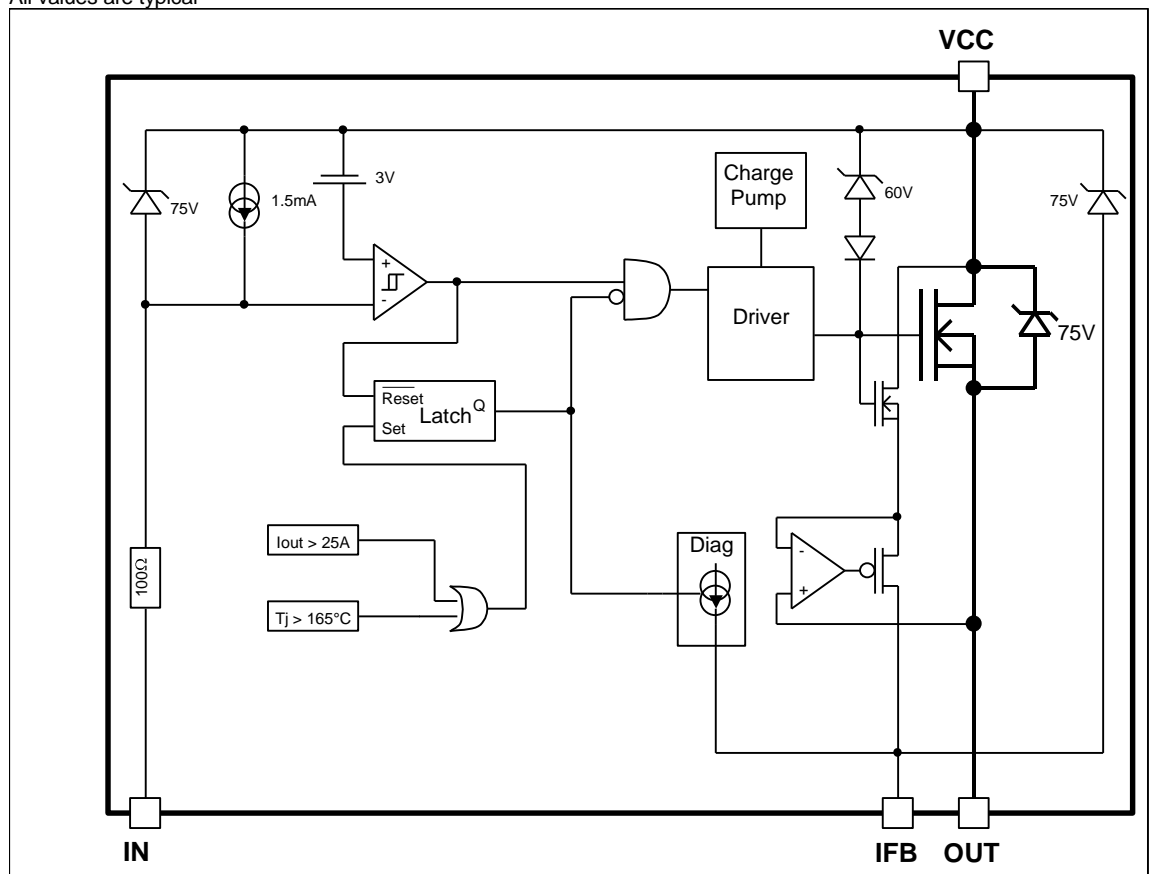 All values are typical
VCC
3V
75V
1.5mA
Charge
Pump
60V
75V
+
-
Driver
75V
Reset
Latch
Q
Set
Iout > 25A
Tj > 165°C
Diag
-
+
100Ω
IN
IFB
OUT